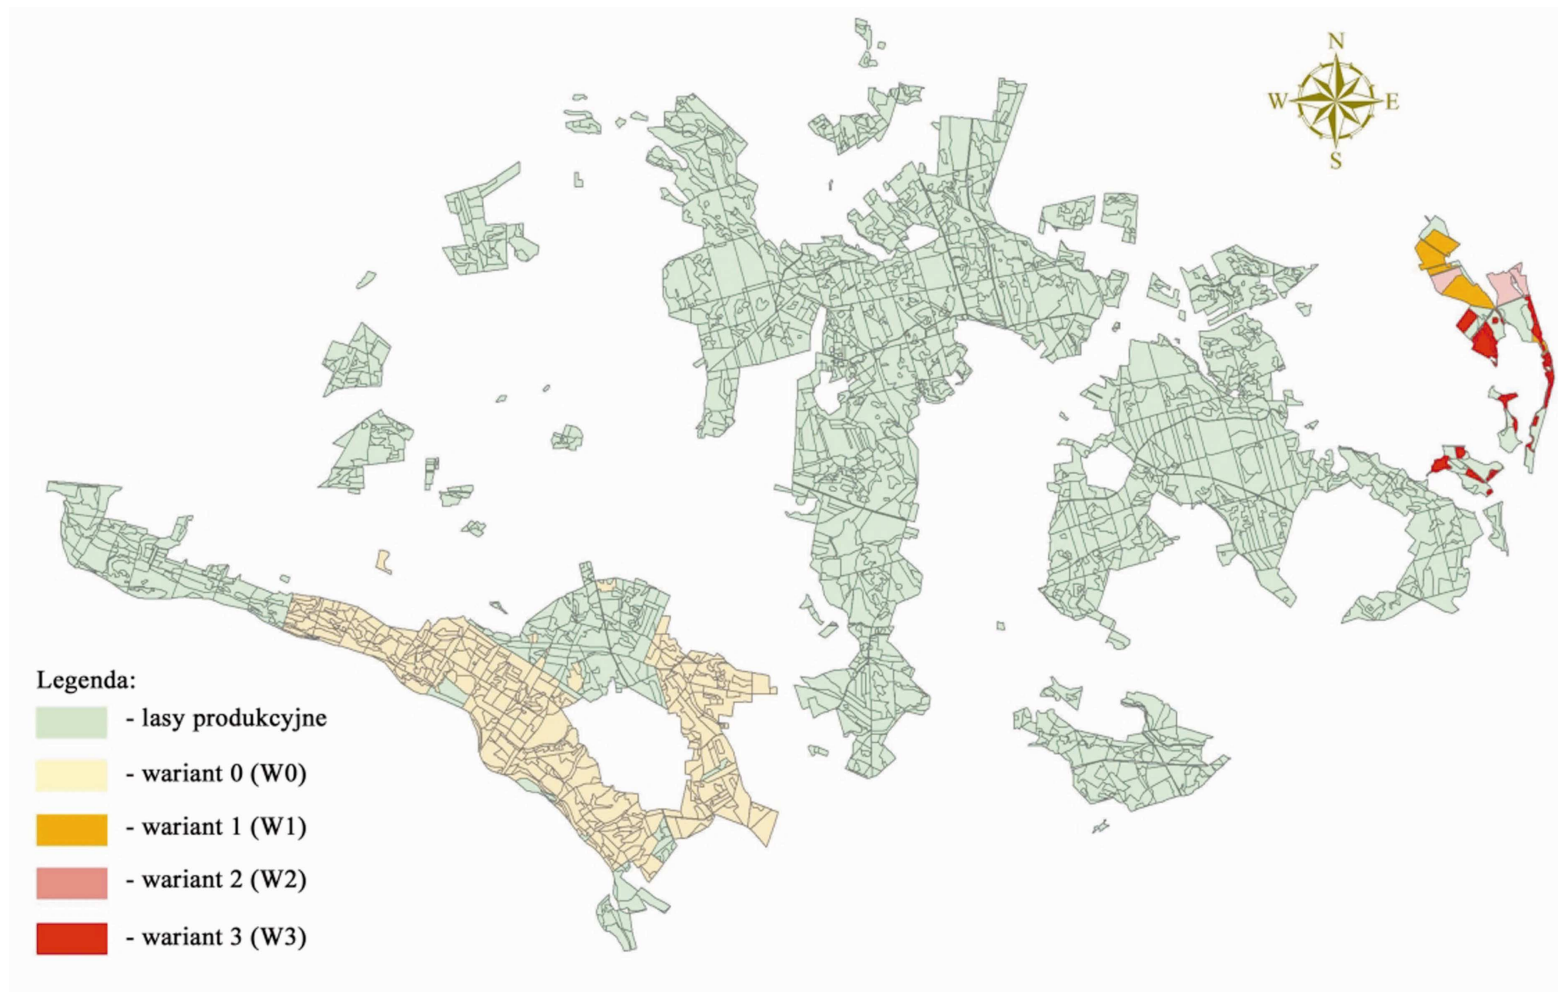 N
W E
S
Legenda:
- lasy produkcyjne
- wariant 0 (W0)
- wariant 1 (W1)
- wariant 2 (W2)
- wariant 3 (W3)